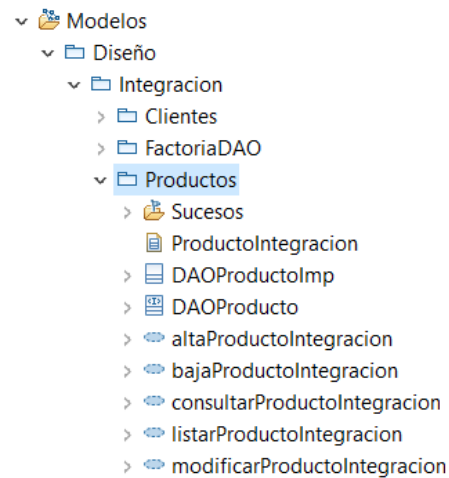 Modelos
Diseño
Integracion
Clientes
FactoriaDAO
Productos
Sucesos
ProductoIntegracion
DAOProductoImp
DAOProducto
altaProductoIntegracion
bajaProductoIntegracion
consultarProductoIntegracion
listarProductoIntegracion
modificarProductoIntegracion